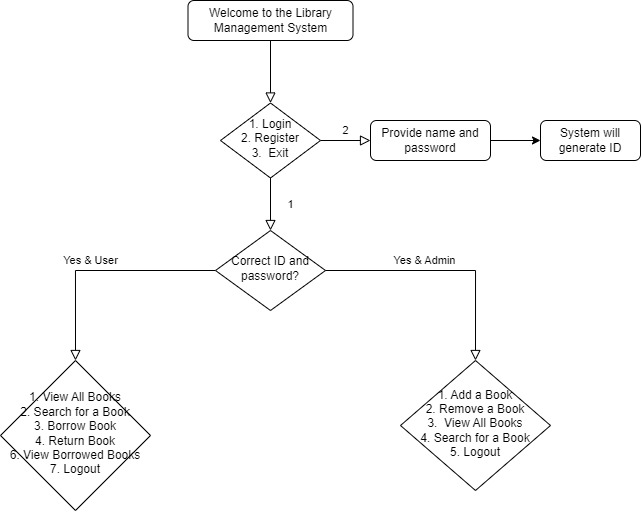 Welcome to the Library
Management System
1. Login
2. Register
3. Exit
2
Provide name and
password
System will
generate ID
1
Yes & User
Correct ID and
password?
Yes & Admin
1. View All Books
2. Search for a Book
3. Borrow Book
4. Return Book
6. View Borrowed Books
7. Logout
1. Add a Book
2. Remove a Book
3. View All Books
4. Search for a Book
5. Logout